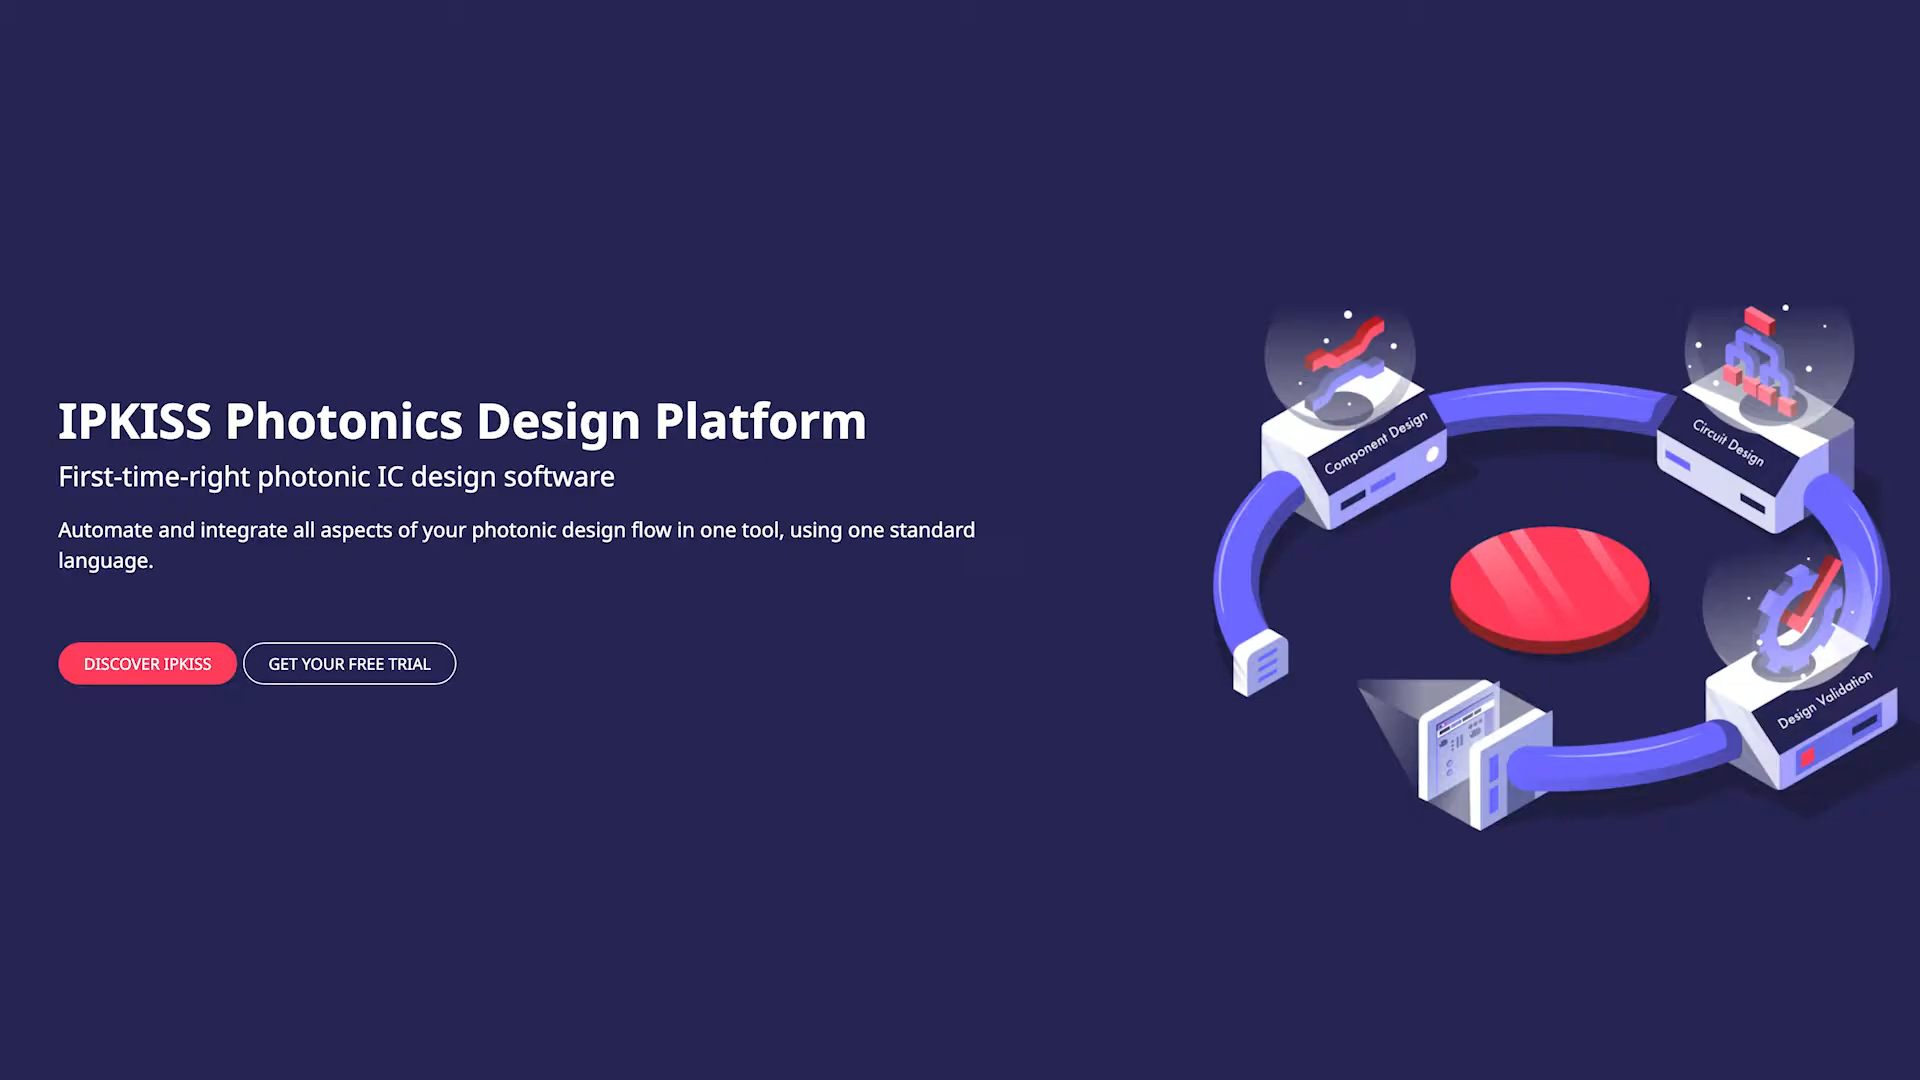 IPKISS Photonics Design Platform
First-time-right photonic IC design software
Automate and integrate all aspects of your photonic design flow in one tool, using one standard
language.
DISCOVER IPKISS
GET YOUR FREE TRIAL
Component Design
Circuit Design
Design Validation